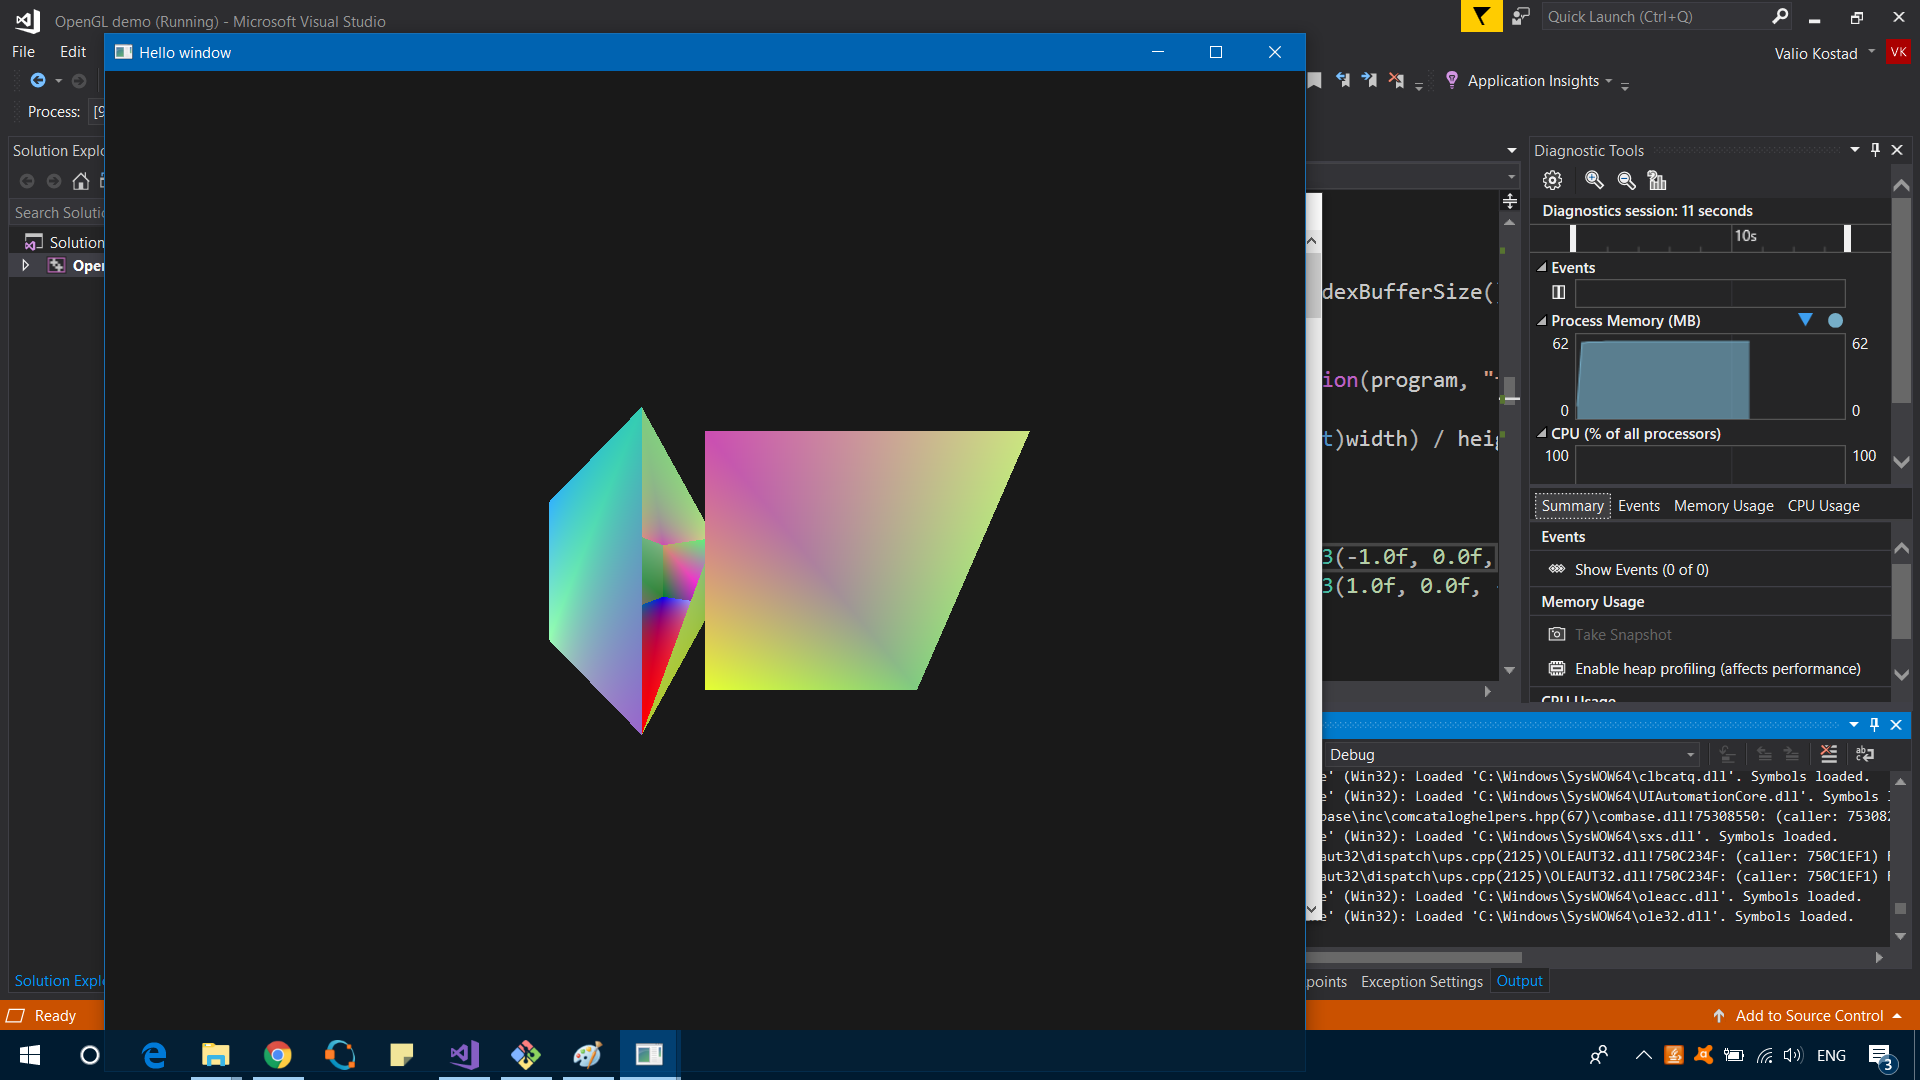 OpenGL demo (Running) - Microsoft Visual Studio
Quick Launch (Ctrl+Q)
File Edit
Hello window
Valio Kostad
VK
Application Insights
Process: [9
Solution Explo
Search Soluti
Solution
Oper
dexBufferSize()
ion(program, "
t)width) / heig
3(-1.0f, 0.0f,
3(1.0f, 0.0f,
Diagnostic Tools
Diagnostics session: 11 seconds
10s
Events
Process Memory (MB)
62 62
0 0
CPU (% of all processors)
100 100
Summary Events Memory Usage CPU Usage
Events
Show Events (0 of 0)
Memory Usage
Take Snapshot
Enable heap profiling (affects performance)
CPU Usage
Debug
e' (Win32): Loaded 'C:\Windows\SysWOW64\clbcatq.dll'. Symbols loaded.
e' (Win32): Loaded 'C:\Windows\SysWOW64\UIAutomationCore.dll'. Symbols l
base\inc\comcataloghelpers.hpp(67)\combase.dll!75308550: (caller: 753082
e' (Win32): Loaded 'C:\Windows\SysWOW64\sxs.dll'. Symbols loaded.
aut32\dispatch\ups.cpp(2125)\OLEAUT32.dll!750C234F: (caller: 750C1EF1) R
aut32\dispatch\ups.cpp(2125)\OLEAUT32.dll!750C234F: (caller: 750C1EF1) R
e' (Win32): Loaded 'C:\Windows\SysWOW64\oleacc.dll'. Symbols loaded.
e' (Win32): Loaded 'C:\Windows\SysWOW64\ole32.dll'. Symbols loaded.
Solution Explo
points Exception Settings Output
Ready
Add to Source Control
ENG
3